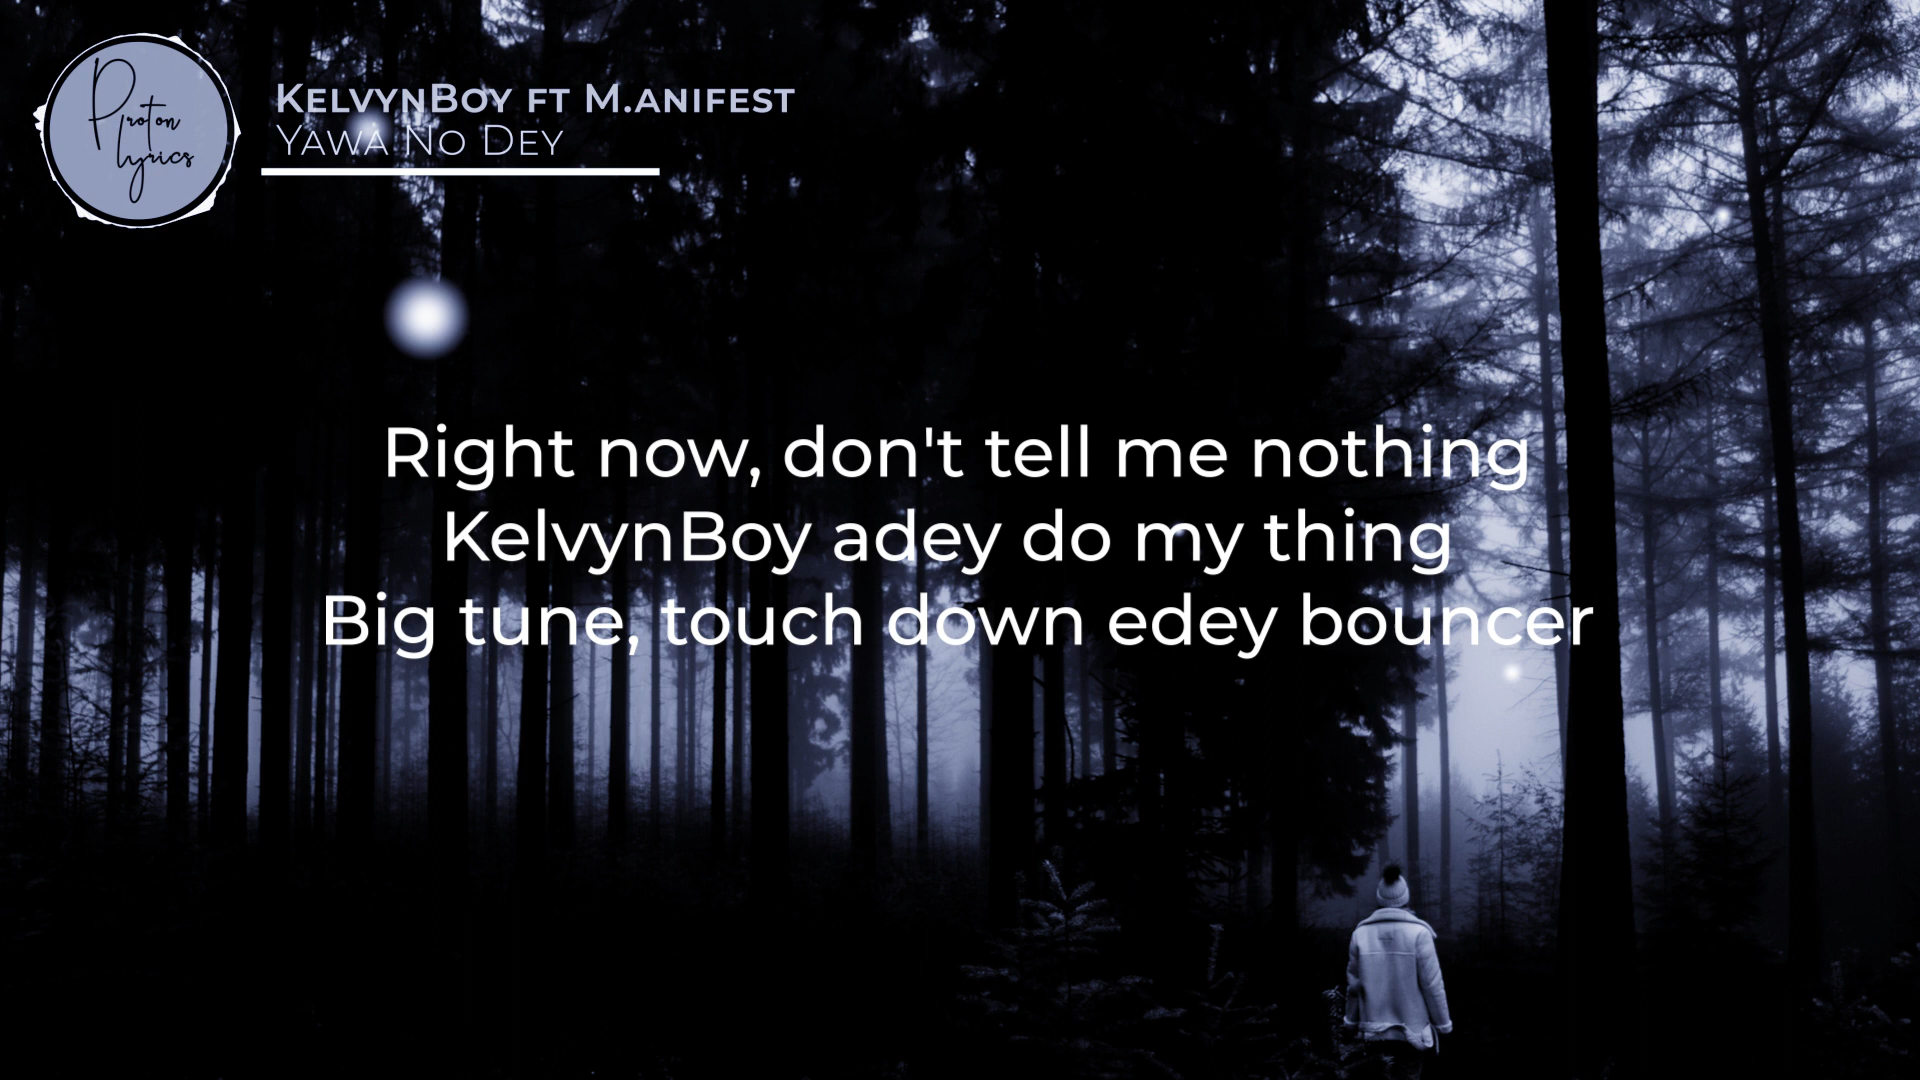 Proton
lyrics
KelvynBoy ft M.anifest
Yawa No Dey
Right now, don't tell me nothing
KelvynBoy adey do my thing
Big tune, touch down edey bouncer